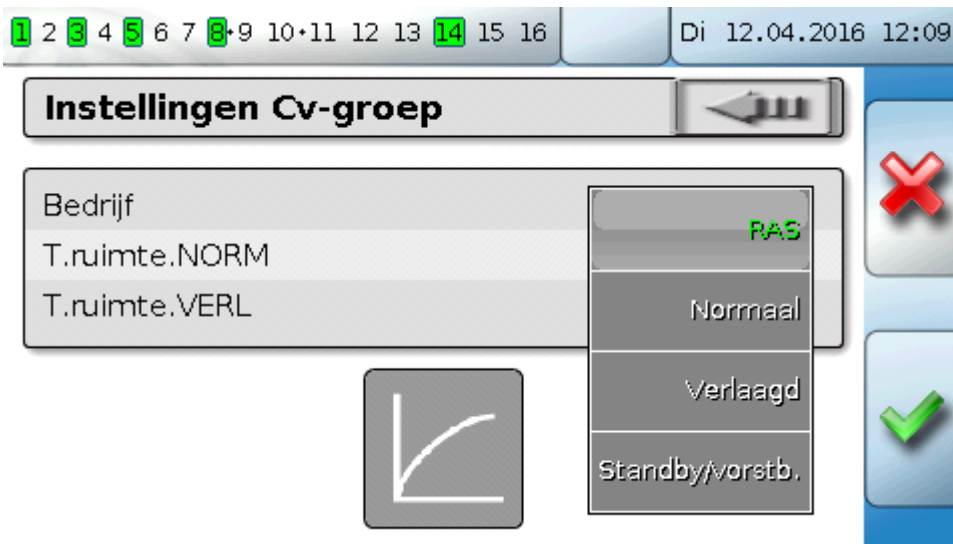 1 2 3 4 5 6 7 8·9 10·11 12 13 14 15 16 Di 12.04.2016 12:09
Instellingen Cv-groep
Bedrijf
RAS
T.ruimte.NORM
T.ruimte.VERL
Normaal
Verlaagd
Standby/vorstb.